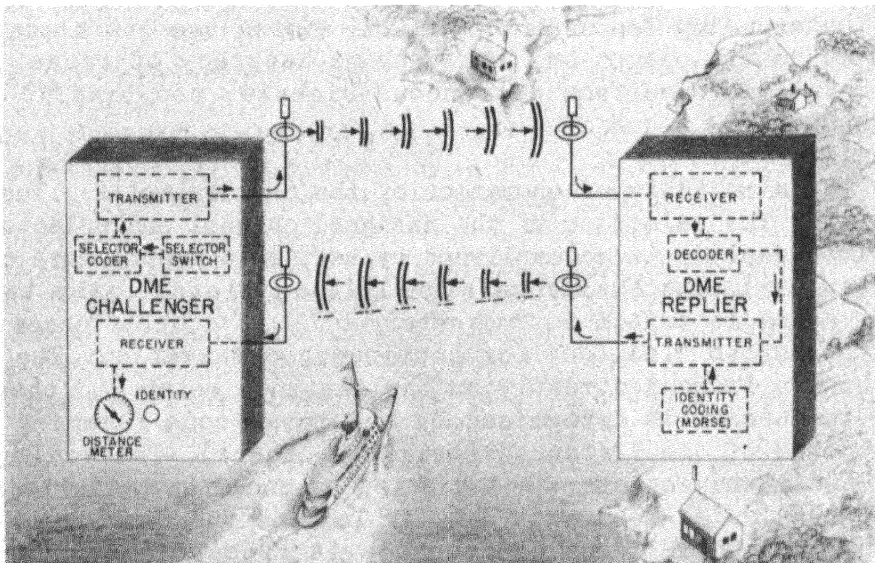 TRANSMITTER
SELECTOR
CODER
SELECTOR
SWITCH
DME
CHALLENGER
RECEIVER
IDENTITY
DISTANCE
METER
RECEIVER
DECODER
DME
REPLIER
TRANSMITTER
IDENTITY
CODING
(MORSE)